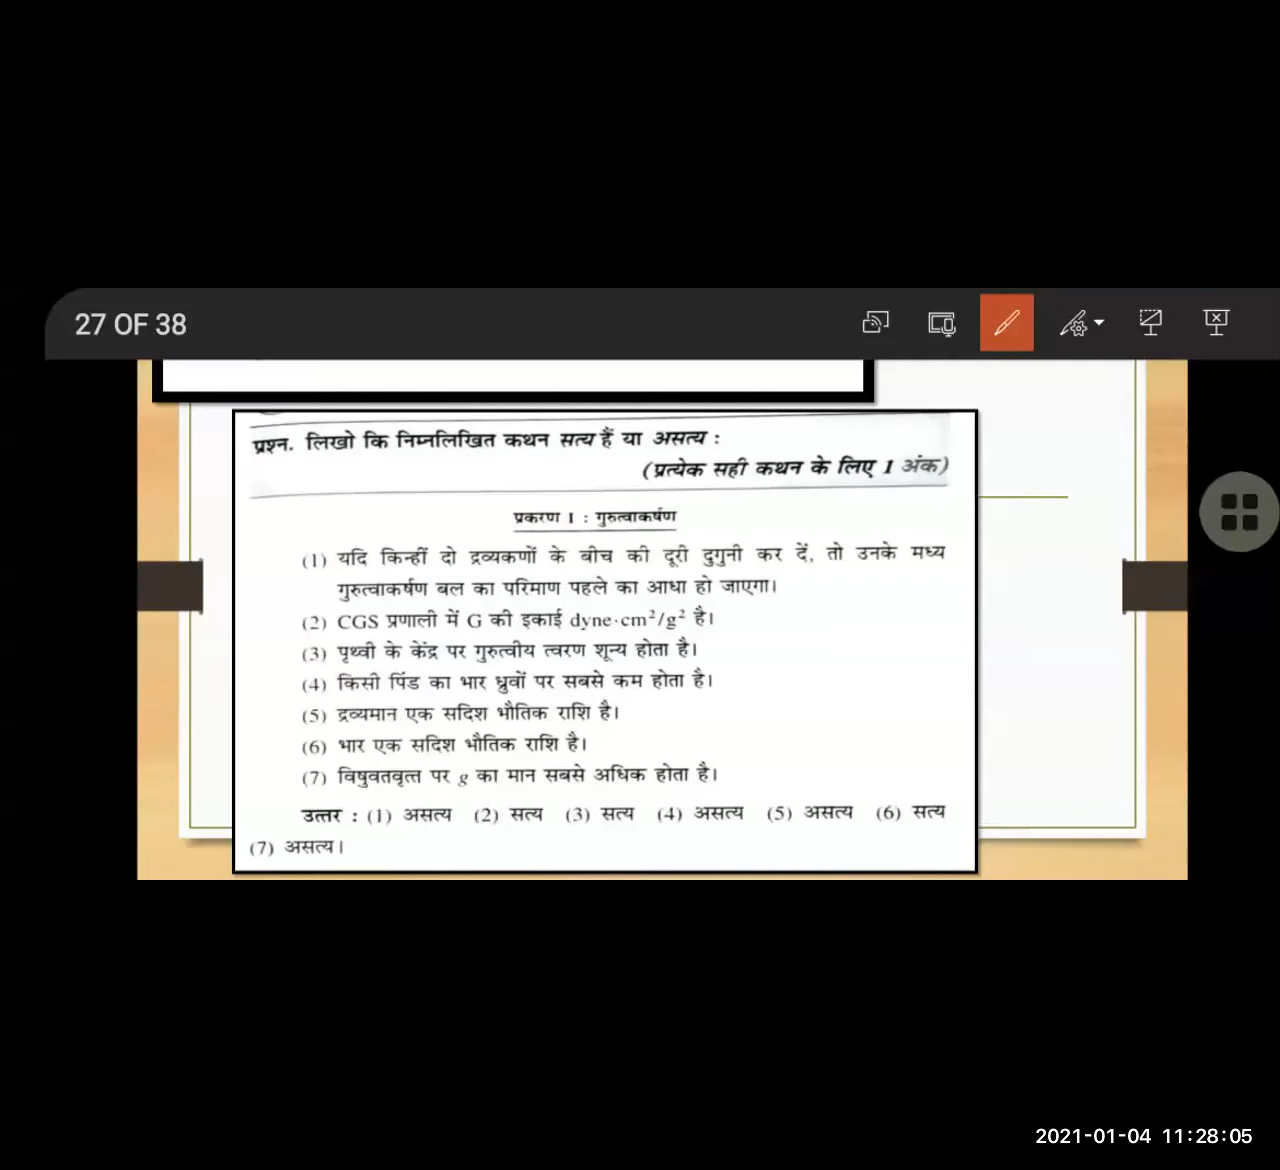 27 OF 38
प्रश्न. लिखो कि निम्नलिखित कथन सत्य हैं या असत्य :
(प्रत्येक सही कथन के लिए 1 अंक)
प्रकरण 1 : गुरुत्वाकर्षण
(1) यदि किन्हीं दो द्रव्यकणों के बीच की दूरी दुगुनी कर दें, तो उनके मध्य
गुरुत्वाकर्षण बल का परिमाण पहले का आधा हो जाएगा।
(2) CGS प्रणाली में G की इकाई dyne·cm²/g² है।
(3) पृथ्वी के केंद्र पर गुरुत्वीय त्वरण शून्य होता है।
(4) किसी पिंड का भार ध्रुवों पर सबसे कम होता है।
(5) द्रव्यमान एक सदिश भौतिक राशि है।
(6) भार एक सदिश भौतिक राशि है।
(7) विषुवतवृत्त पर g का मान सबसे अधिक होता है।
उत्तर : (1) असत्य (2) सत्य (3) सत्य (4) असत्य (5) असत्य (6) सत्य
(7) असत्य।
2021-01-04 11:28:05